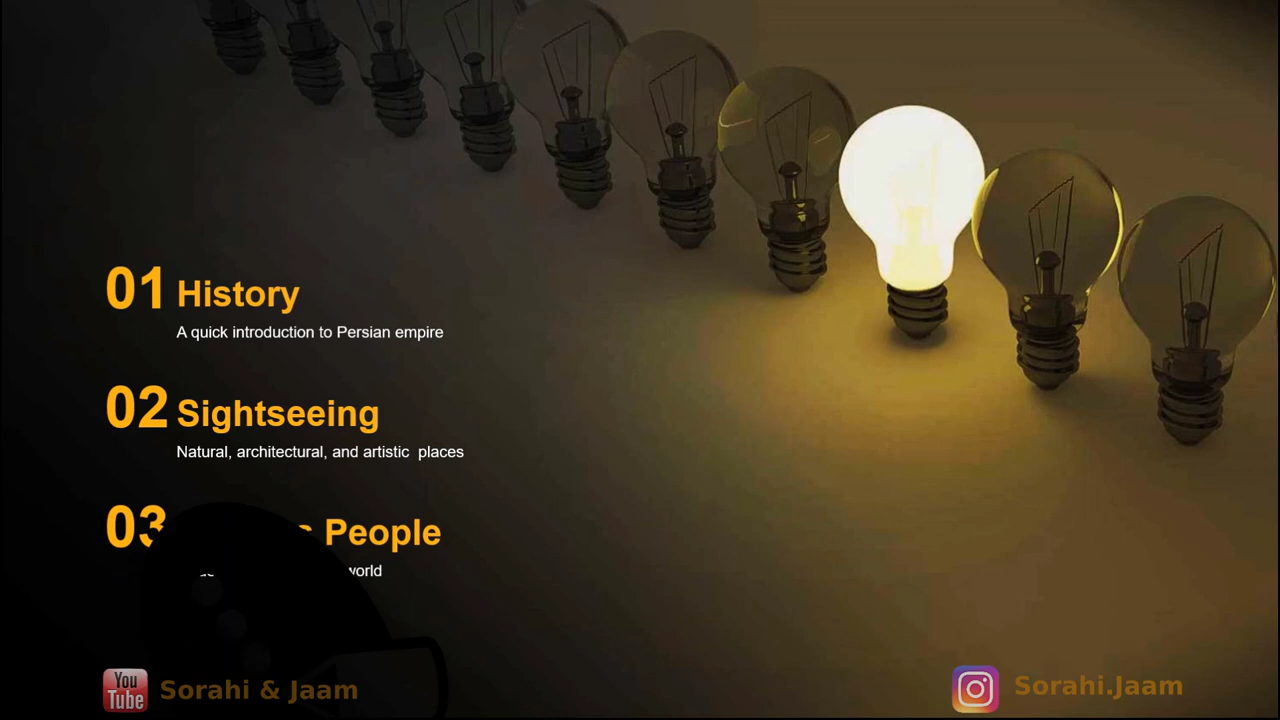 01 History
A quick introduction to Persian empire
02 Sightseeing
Natural, architectural, and artistic places
03 People
world
You
Tube
Sorahi & Jaam
Sorahi.Jaam